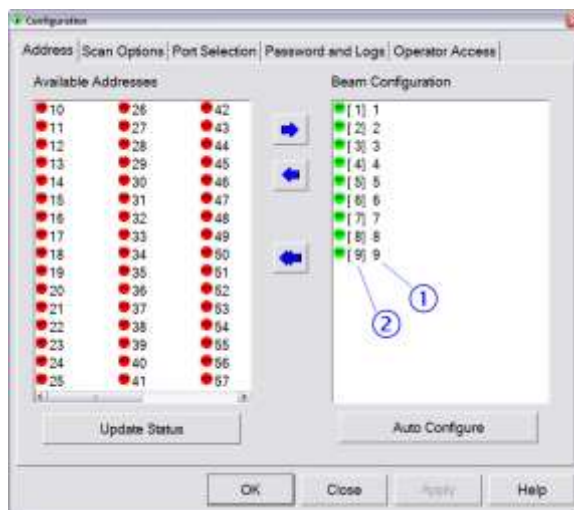 Configuration
Address Scan Options Port Selection Password and Logs Operator Access
Available Addresses
Beam Configuration
10 26 42
11 27 43
12 28 44
13 29 45
14 30 46
15 31 47
16 32 48
17 33 49
18 34 50
19 35 51
20 36 52
21 37 53
22 38 54
23 39 55
24 40 56
25 41 57
[ 1] 1
[ 2] 2
[ 3] 3
[ 4] 4
[ 5] 5
[ 6] 6
[ 7] 7
[ 8] 8
[ 9] 9
1
2
Update Status
Auto Configure
OK Close Apply Help